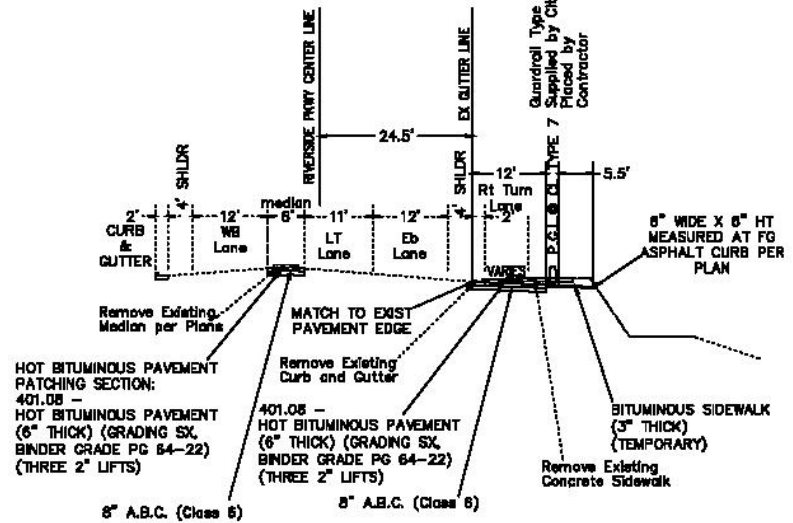 Guardrail Type
Supplied by
Placed by
Contractor
TYPE 7
RIVERSIDE PKWY CENTER LINE
EX GUTTER LINE
24.5'
12'
5.5'
4' SHLDR
4' SHLDR
Rt Turn
Lane
2'
2'
CURB
&
GUTTER
12'
WB
Lane
median
6'
11'
LT
Lane
12'
Eb
Lane
VARIES
6" WIDE X 6" HT
MEASURED AT FG
ASPHALT CURB PER
PLAN
Remove Existing
Median per Plans
MATCH TO EXIST
PAVEMENT EDGE
Remove Existing
Curb and Gutter
HOT BITUMINOUS PAVEMENT
PATCHING SECTION:
401.08 -
HOT BITUMINOUS PAVEMENT
(6" THICK) (GRADING SX,
BINDER GRADE PG 64-22)
(THREE 2" LIFTS)
401.08 -
HOT BITUMINOUS PAVEMENT
(6" THICK) (GRADING SX,
BINDER GRADE PG 64-22)
(THREE 2" LIFTS)
BITUMINOUS SIDEWALK
(3" THICK)
(TEMPORARY)
Remove Existing
Concrete Sidewalk
8" A.B.C. (Class 6)
8" A.B.C. (Class 6)